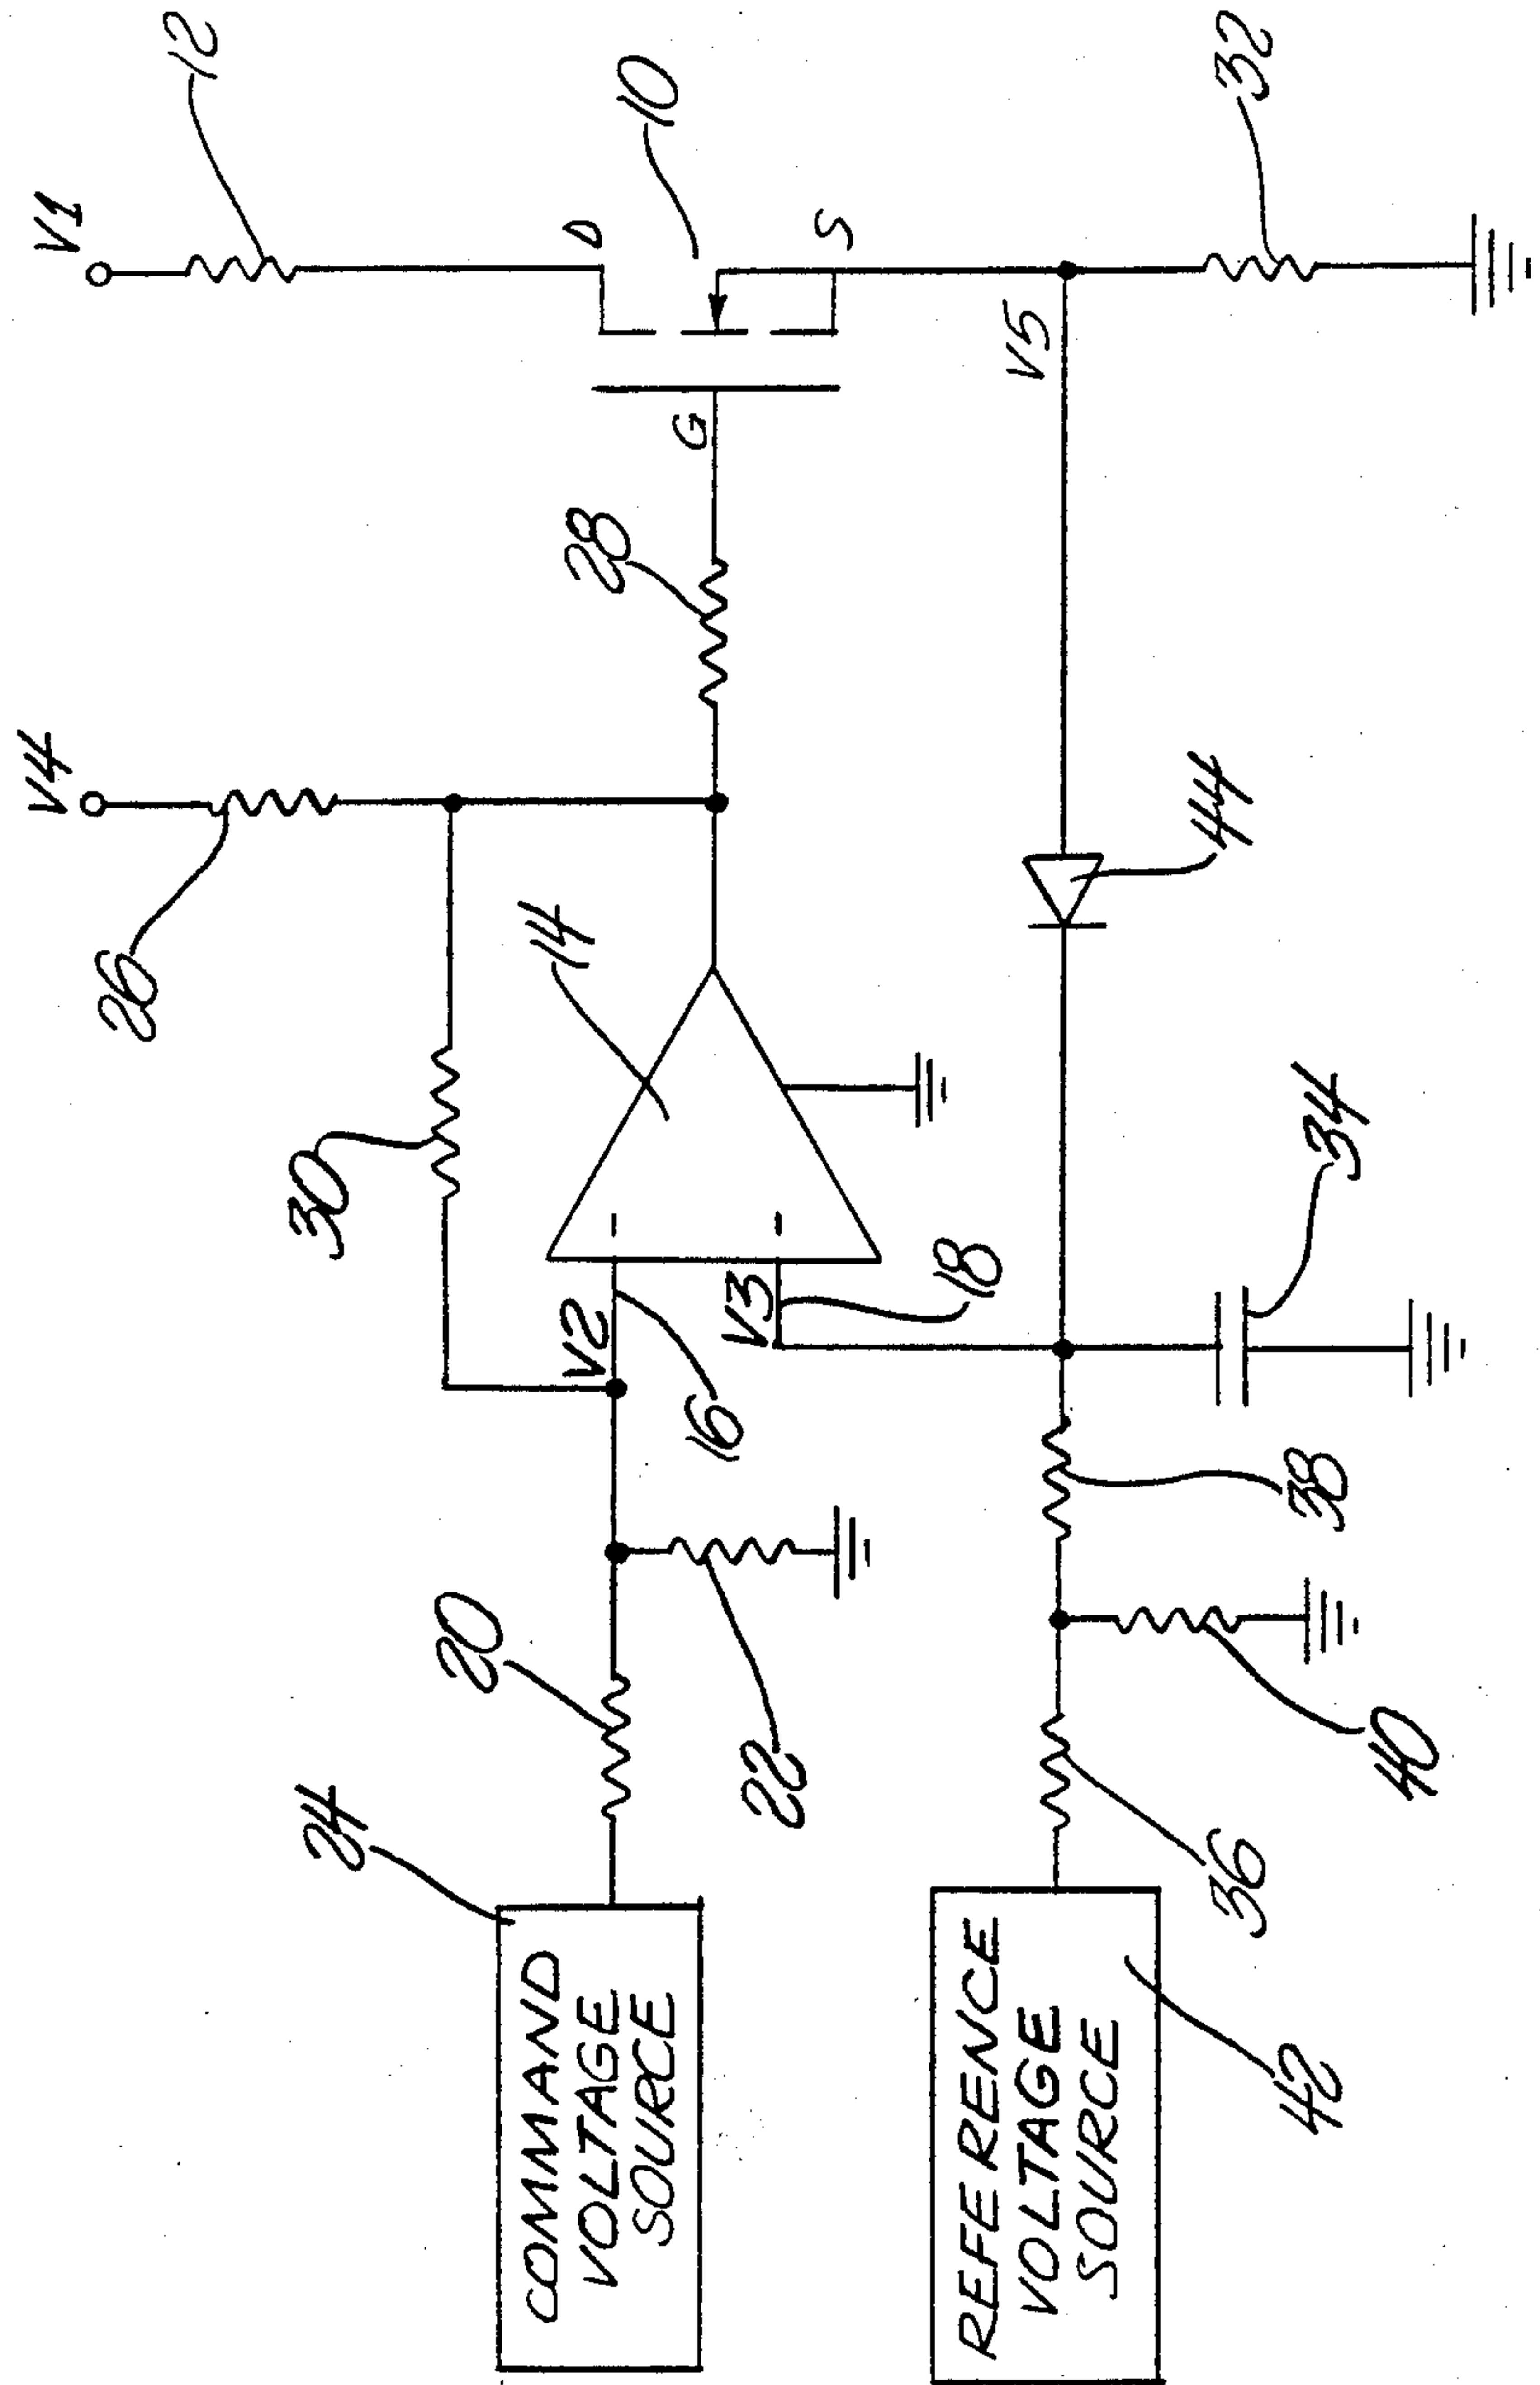 V1
12
V4
26
30
28
10
D
G
S
14
24
20
V2
16
-
-
V3
18
22
COMMAND
VOLTAGE
SOURCE
V5
44
32
REFERENCE
VOLTAGE
SOURCE
38
34
36
40
42